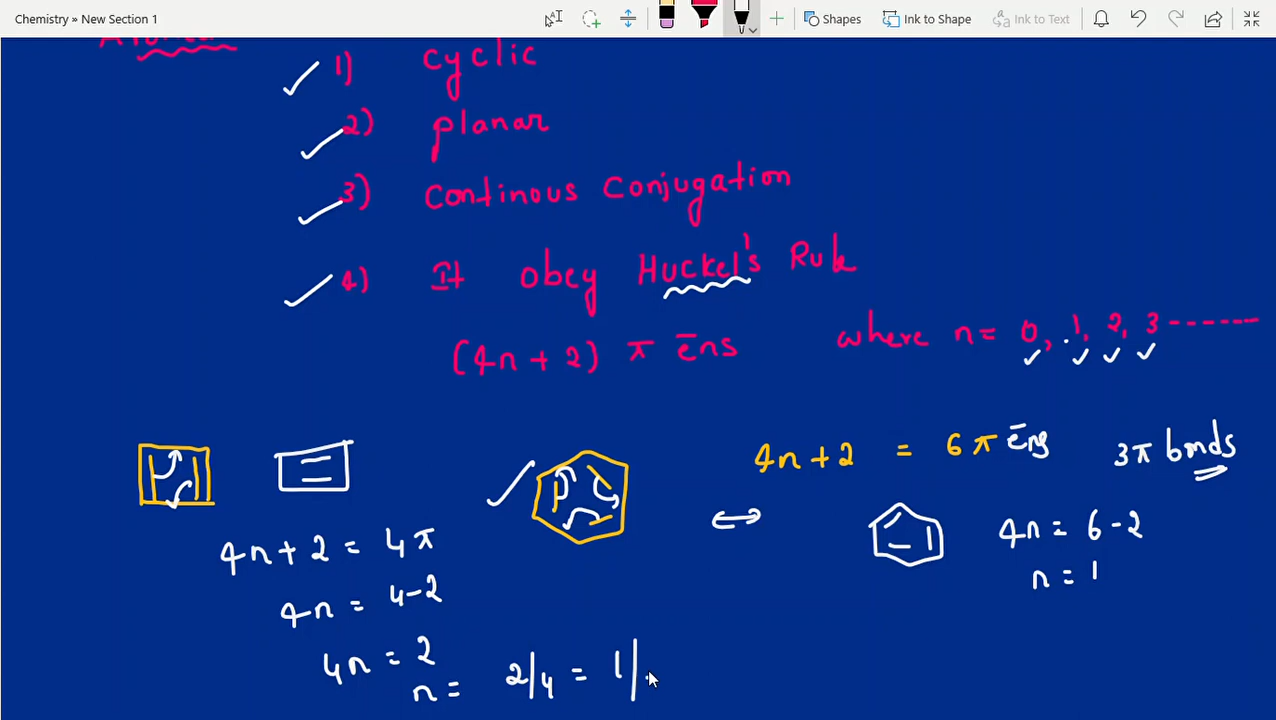 Chemistry » New Section 1
Shapes Ink to Shape Ink to Text
1) Cyclic
2) planar
3) Continous Conjugation
4) It obey Huckel's Rule
(4n + 2) π ēns where n = 0, 1, 2, 3 -------
4n + 2 = 6 π ēns 3π bonds
4n + 2 = 4π
4n = 6 - 2
4n = 4-2
n = 1
4n = 2
n = 2/4 = 1/